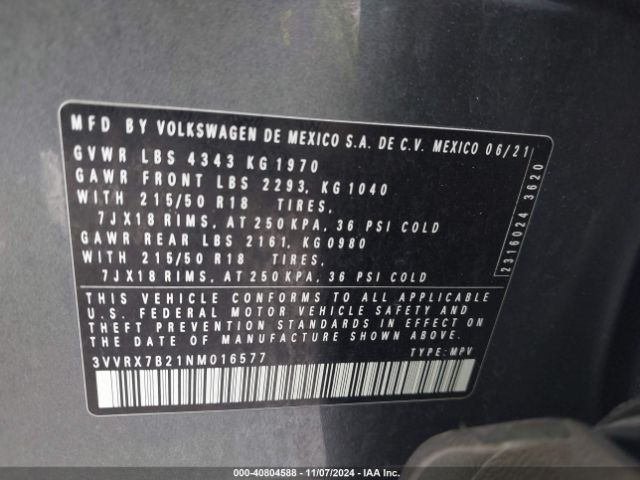 MFD BY VOLKSWAGEN DE MEXICO S.A. DE C.V. MEXICO 06/21
GVWR LBS 4343 KG 1970
GAWR FRONT LBS 2293, KG 1040
WITH 215/50 R18 TIRES,
7JX18 RIMS, AT 250 KPA, 36 PSI COLD
GAWR REAR LBS 2161, KG 0980
WITH 215/50 R18 TIRES,
7JX18 RIMS, AT 250 KPA, 36 PSI COLD
THIS VEHICLE CONFORMS TO ALL APPLICABLE
U.S. FEDERAL MOTOR VEHICLE SAFETY AND
THEFT PREVENTION STANDARDS IN EFFECT
ON THE DATE OF MANUFACTURE SHOWN ABOVE.
3VVRX7B21NM016577 TYPE: MPV
2316024 3620
000-40804588 - 11/07/2024 - IAA Inc.